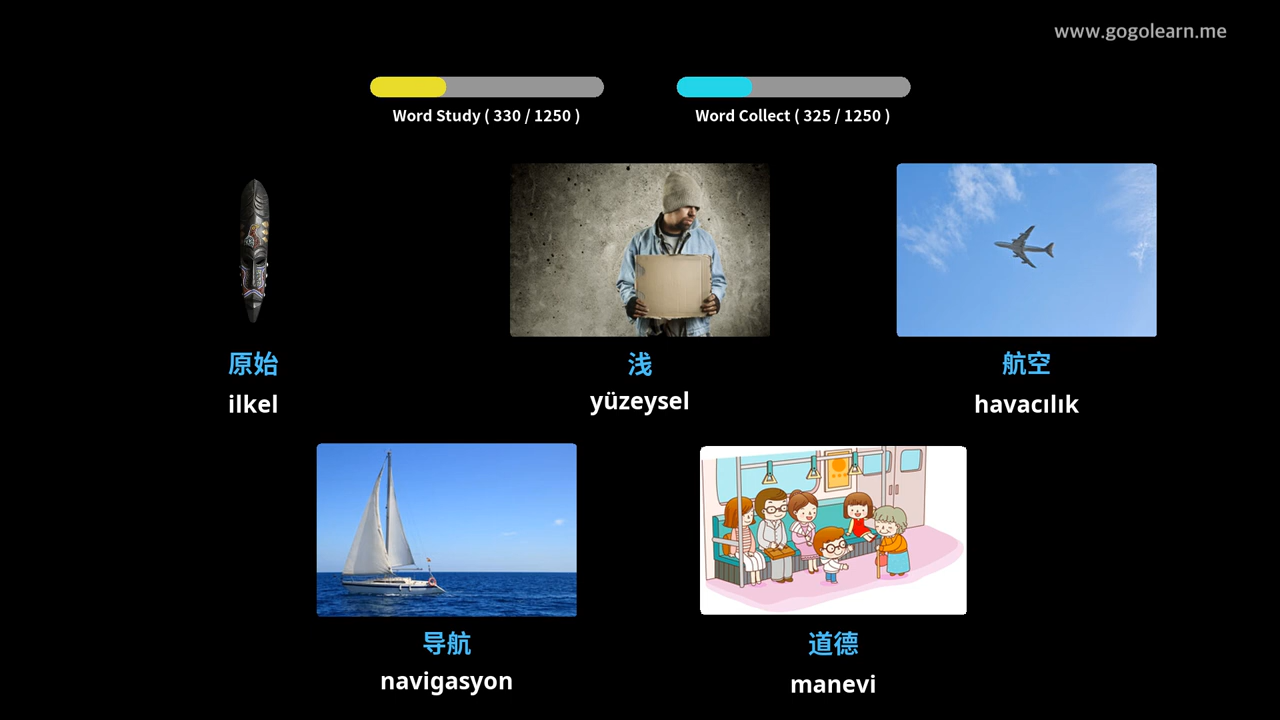 www.gogolearn.me
Word Study ( 330 / 1250 )
Word Collect ( 325 / 1250 )
原始
ilkel
浅
yüzeysel
航空
havacılık
导航
navigasyon
道德
manevi